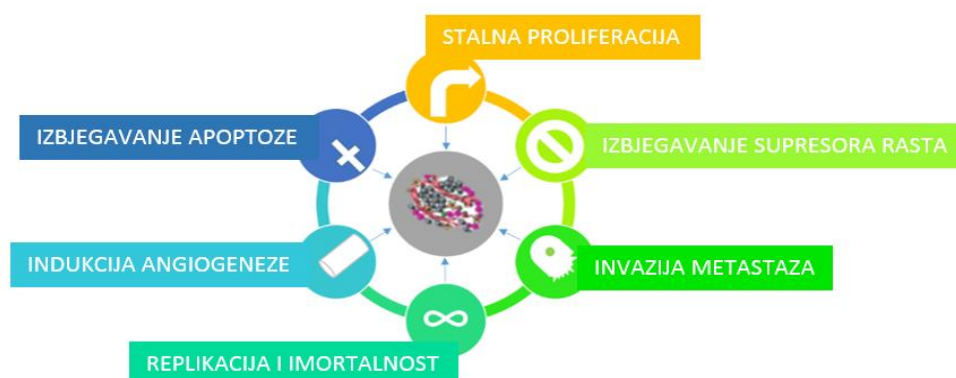 STALNA PROLIFERACIJA
IZBJEGAVANJE APOPTOZE
IZBJEGAVANJE SUPRESORA RASTA
INDUKCIJA ANGIOGENEZE
INVAZIJA METASTAZA
REPLIKACIJA I IMORTALNOST